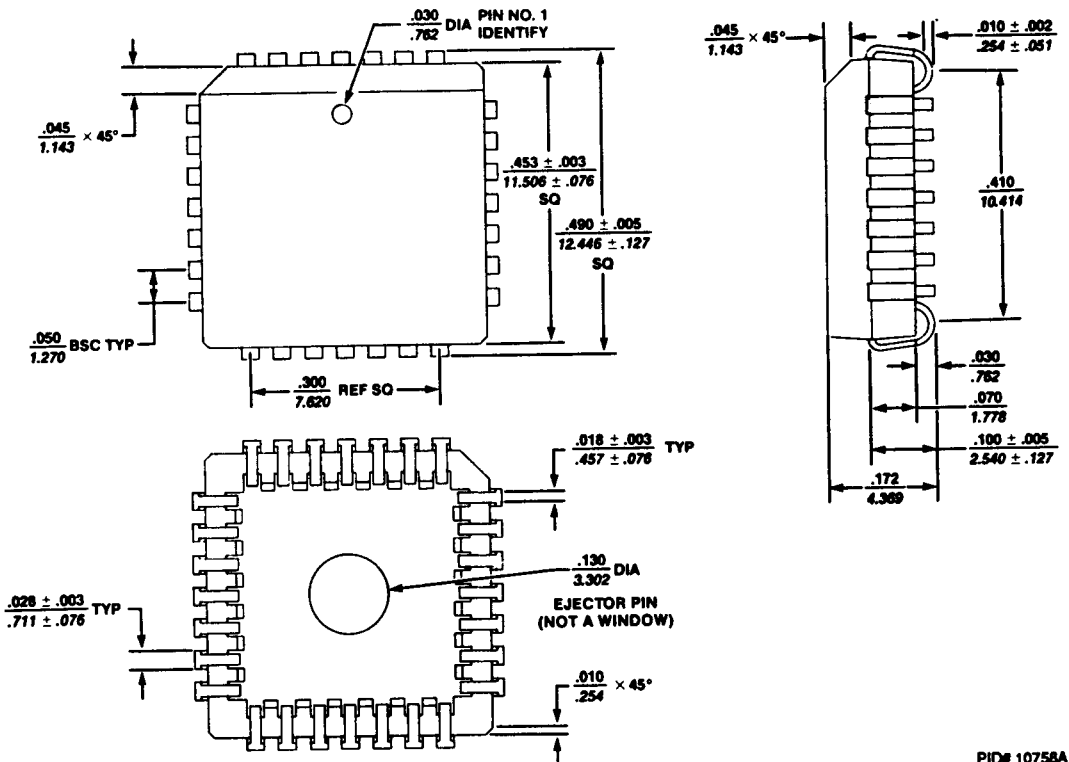 .030
.762 DIA PIN NO. 1
IDENTIFY
.045
1.143 × 45°
.453 ± .003
11.506 ± .076
SQ
.490 ± .005
12.446 ± .127
SQ
.050
1.270 BSC TYP
.300
7.620 REF SQ
.045
1.143 × 45°
.010 ± .002
.254 ± .051
.410
10.414
.030
.762
.070
1.778
.100 ± .005
2.540 ± .127
.172
4.369
.018 ± .003
.457 ± .076 TYP
.130
3.302 DIA
EJECTOR PIN
(NOT A WINDOW)
.028 ± .003
.711 ± .076 TYP
.010
.254 × 45°
PID# 10758A